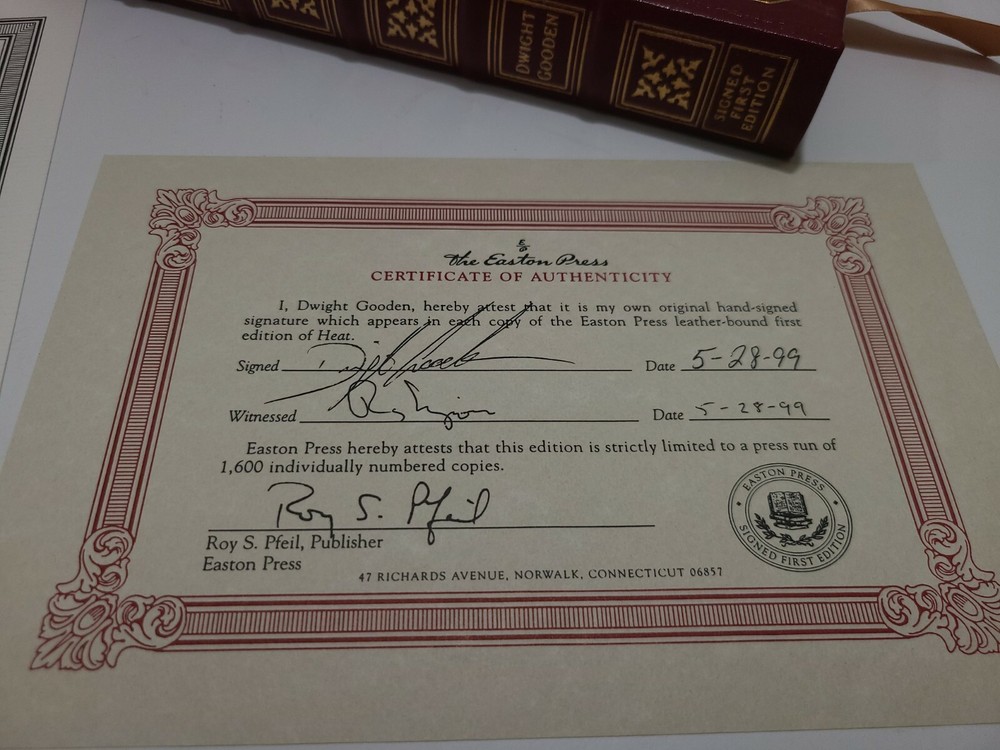 DWIGHT
GOODEN
SIGNED
FIRST
EDITION
E/P
The Easton Press
CERTIFICATE OF AUTHENTICITY
I, Dwight Gooden, hereby attest that it is my own original hand-signed
signature which appears in each copy of the Easton Press leather-bound first
edition of Heat.
Signed Date 5-28-99
Witnessed Date 5-28-99
Easton Press hereby attests that this edition is strictly limited to a press run of
1,600 individually numbered copies.
Roy S. Pfeil
Roy S. Pfeil, Publisher
Easton Press
47 RICHARDS AVENUE, NORWALK, CONNECTICUT 06857
EASTON PRESS
SIGNED FIRST EDITION